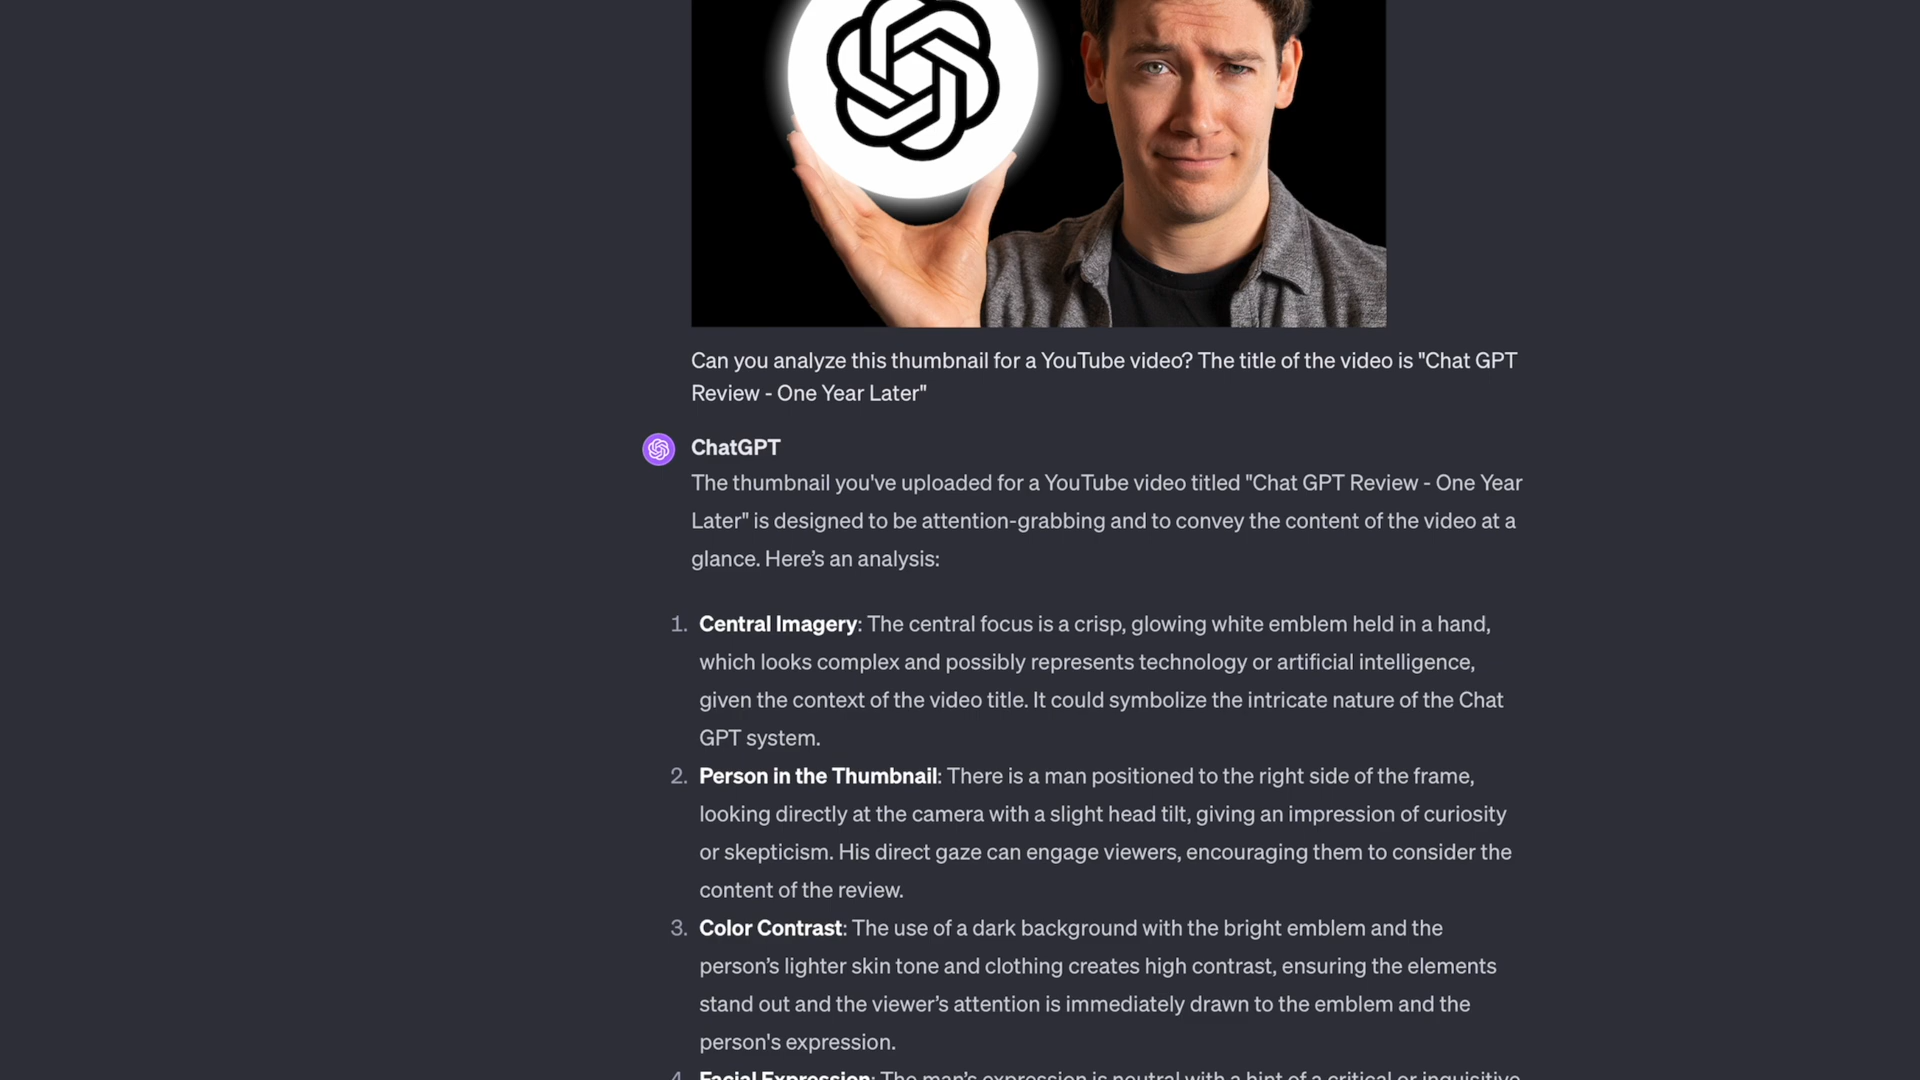 Can you analyze this thumbnail for a YouTube video? The title of the video is "Chat GPT
Review - One Year Later"
ChatGPT
The thumbnail you've uploaded for a YouTube video titled "Chat GPT Review - One Year
Later" is designed to be attention-grabbing and to convey the content of the video at a
glance. Here’s an analysis:
1. Central Imagery: The central focus is a crisp, glowing white emblem held in a hand,
which looks complex and possibly represents technology or artificial intelligence,
given the context of the video title. It could symbolize the intricate nature of the Chat
GPT system.
2. Person in the Thumbnail: There is a man positioned to the right side of the frame,
looking directly at the camera with a slight head tilt, giving an impression of curiosity
or skepticism. His direct gaze can engage viewers, encouraging them to consider the
content of the review.
3. Color Contrast: The use of a dark background with the bright emblem and the
person’s lighter skin tone and clothing creates high contrast, ensuring the elements
stand out and the viewer’s attention is immediately drawn to the emblem and the
person's expression.
4. Facial Expression: The man’s expression is neutral with a hint of a critical or inquisitive